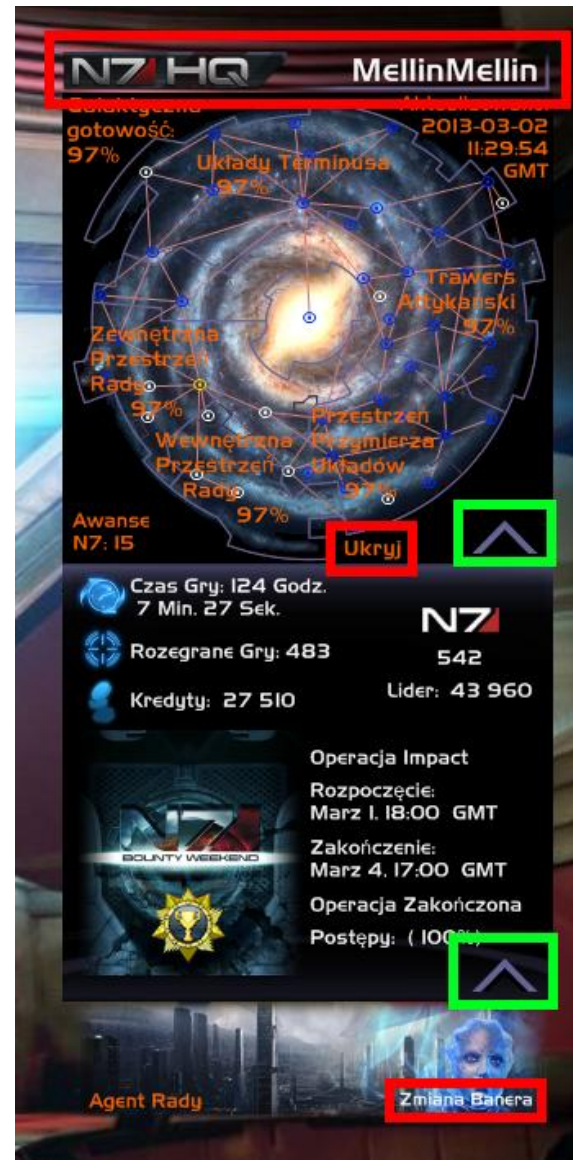 N7 HQ MellinMellin
Galaktyczna
gotowość:
97%
2013-03-02
11:29:54
GMT
Układy Terminusa
97%
Trawers
Attykański
97%
Zewnętrzna
Przestrzeń
Rady
97%
Przestrzeń
Przymierza
Układów
97%
Wewnętrzna
Przestrzeń
Rady
97%
Awanse
N7: 15
Ukryj
Czas Gry: 124 Godz.
7 Min. 27 Sek.
N7
Rozegrane Gry: 483
542
Kredyty: 27 510
Lider: 43 960
Operacja Impact
Rozpoczęcie:
Marz 1. 18:00 GMT
Zakończenie:
Marz 4. 17:00 GMT
Operacja Zakończona
Postępy: ( 100%)
N7
BOUNTY WEEKEND
Agent Rady
Zmiana Banera